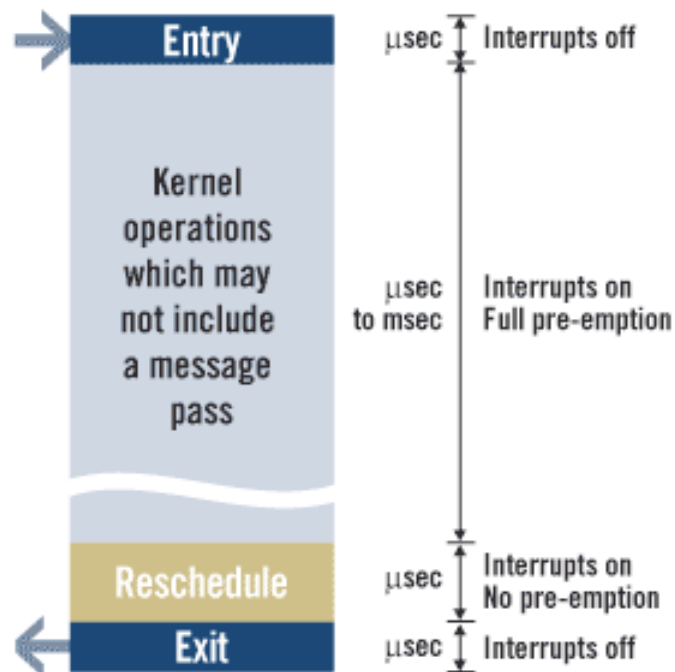 Entry
μsec
Interrupts off
Kernel
operations
which may
not include
a message
pass
μsec
to msec
Interrupts on
Full pre-emption
Reschedule
μsec
Interrupts on
No pre-emption
Exit
μsec
Interrupts off